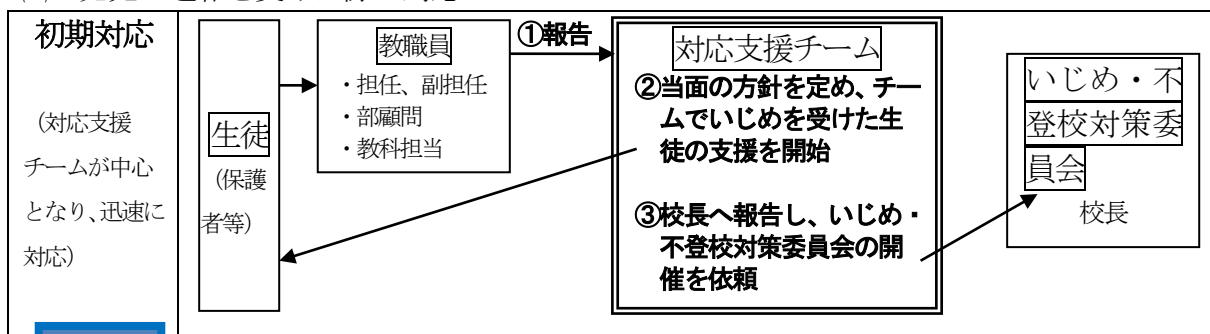 初期対応
（対応支援
チームが中心
となり、迅速に
対応）
生徒
（保護
者等）
教職員
・担任、副担任
・部顧問
・教科担当
①報告
対応支援チーム
②当面の方針を定め、チー
ムでいじめを受けた生
徒の支援を開始
③校長へ報告し、いじめ・
不登校対策委員会の開
催を依頼
いじめ・不
登校対策委
員会
校長